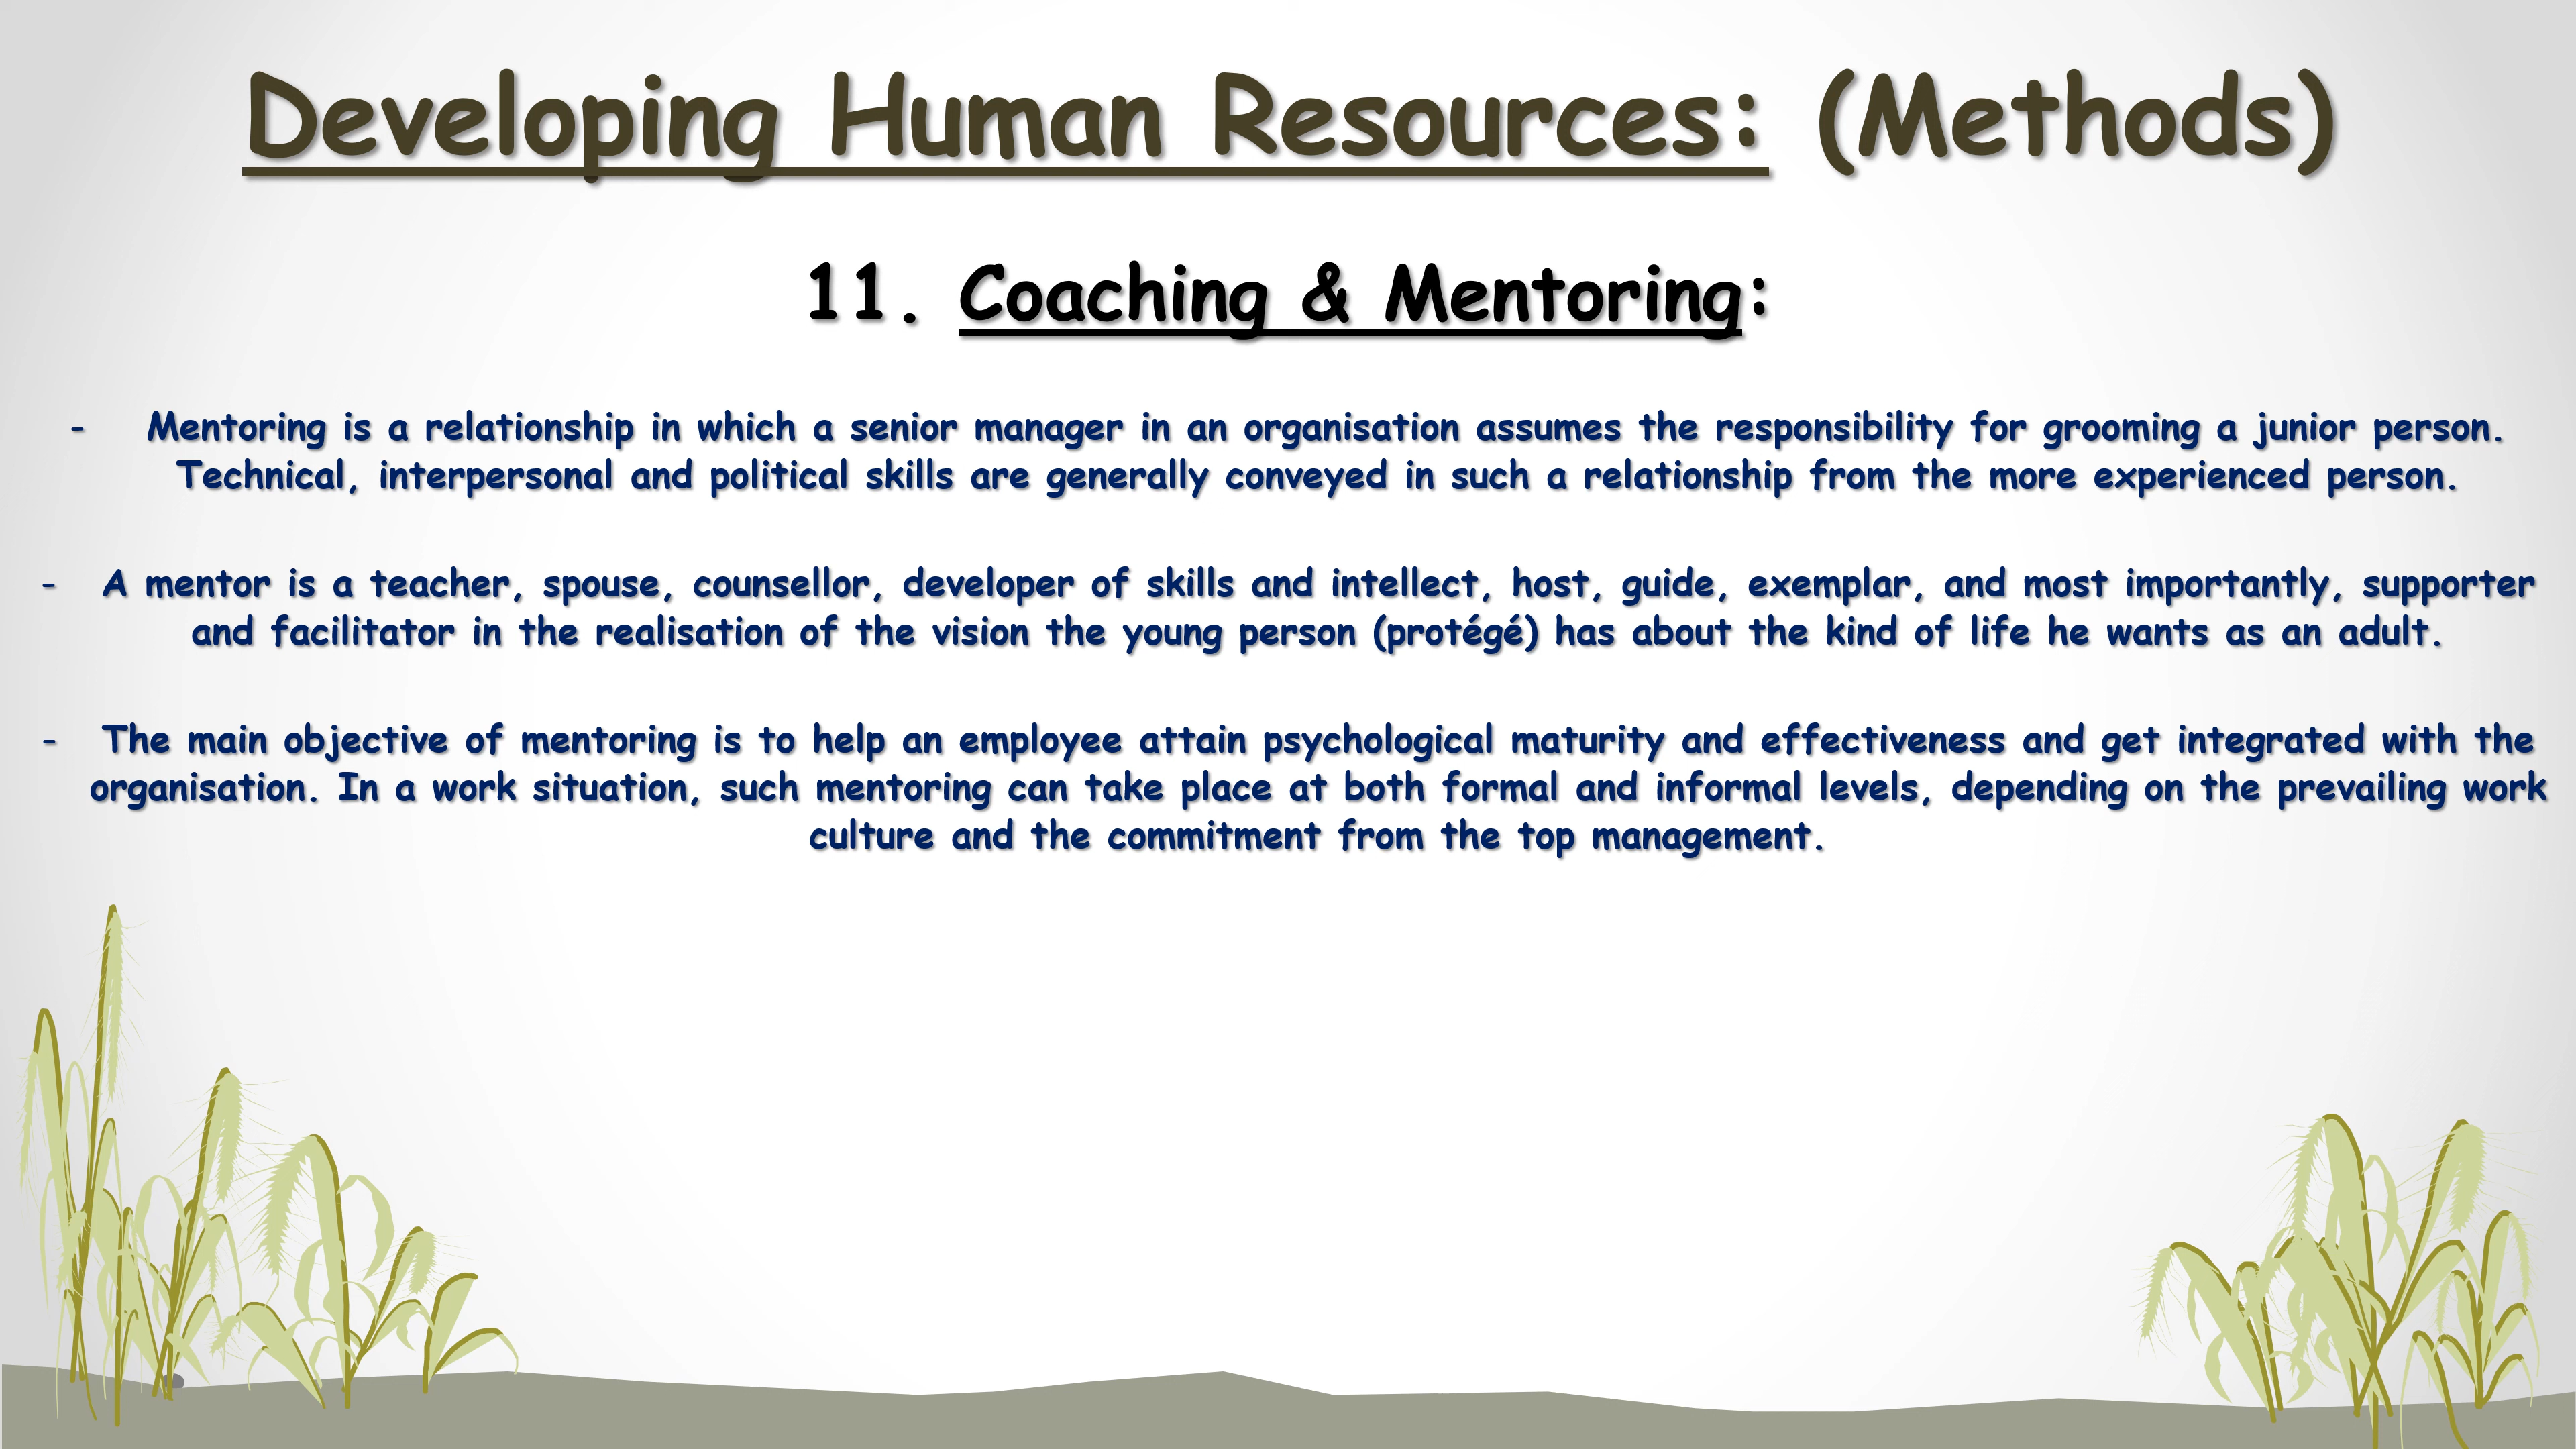 Developing Human Resources: (Methods)
11. Coaching & Mentoring:
- Mentoring is a relationship in which a senior manager in an organisation assumes the responsibility for grooming a junior person.
Technical, interpersonal and political skills are generally conveyed in such a relationship from the more experienced person.
- A mentor is a teacher, spouse, counsellor, developer of skills and intellect, host, guide, exemplar, and most importantly, supporter
and facilitator in the realisation of the vision the young person (protégé) has about the kind of life he wants as an adult.
- The main objective of mentoring is to help an employee attain psychological maturity and effectiveness and get integrated with the
organisation. In a work situation, such mentoring can take place at both formal and informal levels, depending on the prevailing work
culture and the commitment from the top management.